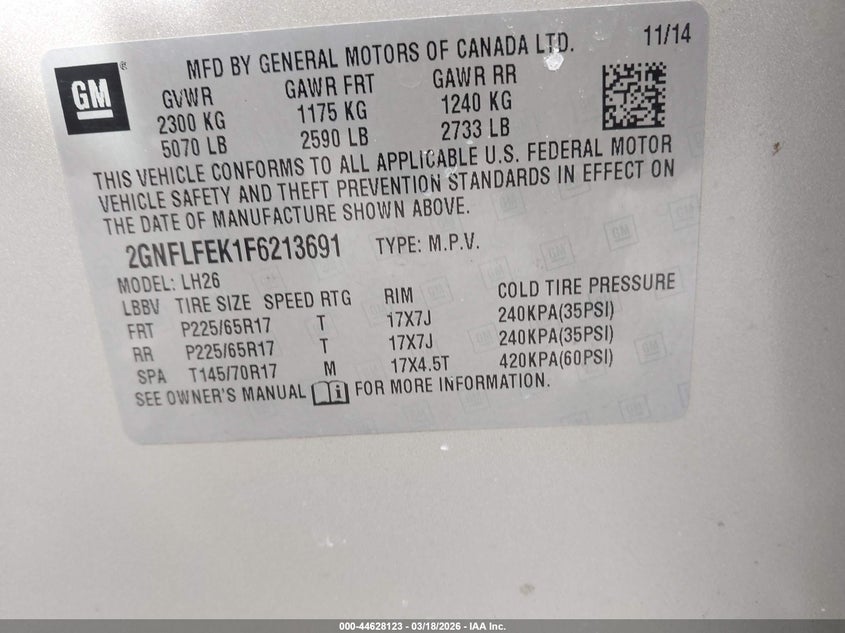 MFD BY GENERAL MOTORS OF CANADA LTD. 11/14
GM ®
GVWR GAWR FRT GAWR RR
2300 KG 1175 KG 1240 KG
5070 LB 2590 LB 2733 LB
THIS VEHICLE CONFORMS TO ALL APPLICABLE U.S. FEDERAL MOTOR
VEHICLE SAFETY AND THEFT PREVENTION STANDARDS IN EFFECT ON
THE DATE OF MANUFACTURE SHOWN ABOVE.
2GNFLFEK1F6213691 TYPE: M.P.V.
MODEL: LH26
LBBV TIRE SIZE SPEED RTG RIM COLD TIRE PRESSURE
FRT P225/65R17 T 17X7J 240KPA(35PSI)
RR P225/65R17 T 17X7J 240KPA(35PSI)
SPA T145/70R17 M 17X4.5T 420KPA(60PSI)
SEE OWNER'S MANUAL i FOR MORE INFORMATION.
000-44628123 - 03/18/2026 - IAA Inc.